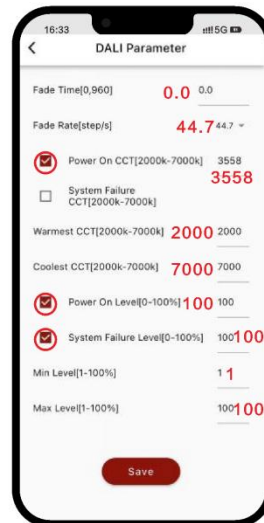 16:33 5G
DALI Parameter
Fade Time[0,960] 0.0 0.0
Fade Rate[step/s] 44.7 44.7
Power On CCT[2000k-7000k] 3558
3558
System Failure
CCT[2000k-7000k]
Warmest CCT[2000k-7000k] 2000 2000
Coolest CCT[2000k-7000k] 7000 7000
Power On Level[0-100%] 100 100
System Failure Level[0-100%] 100 100
Min Level[1-100%] 1 1
Max Level[1-100%] 100 100
Save